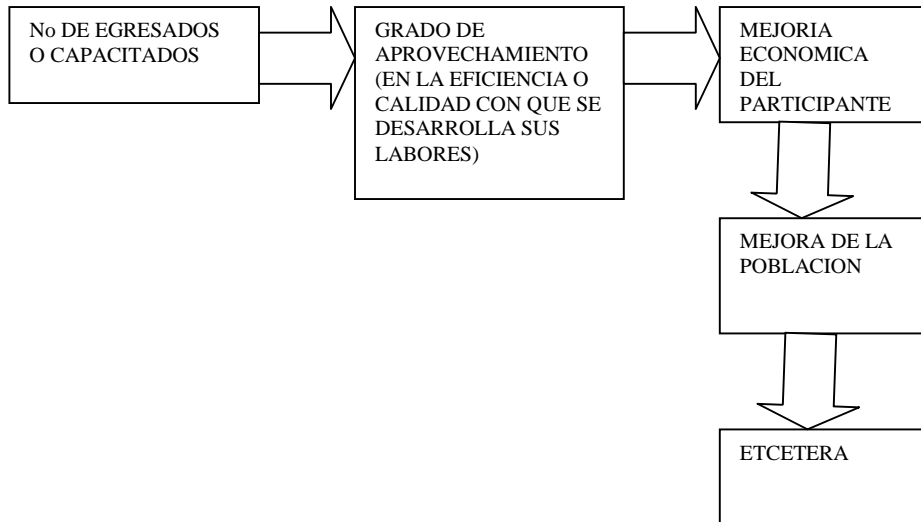 No DE EGRESADOS
O CAPACITADOS
GRADO DE
APROVECHAMIENTO
(EN LA EFICIENCIA O
CALIDAD CON QUE SE
DESARROLLA SUS
LABORES)
MEJORIA
ECONOMICA
DEL
PARTICIPANTE
MEJORA DE LA
POBLACION
ETCETERA